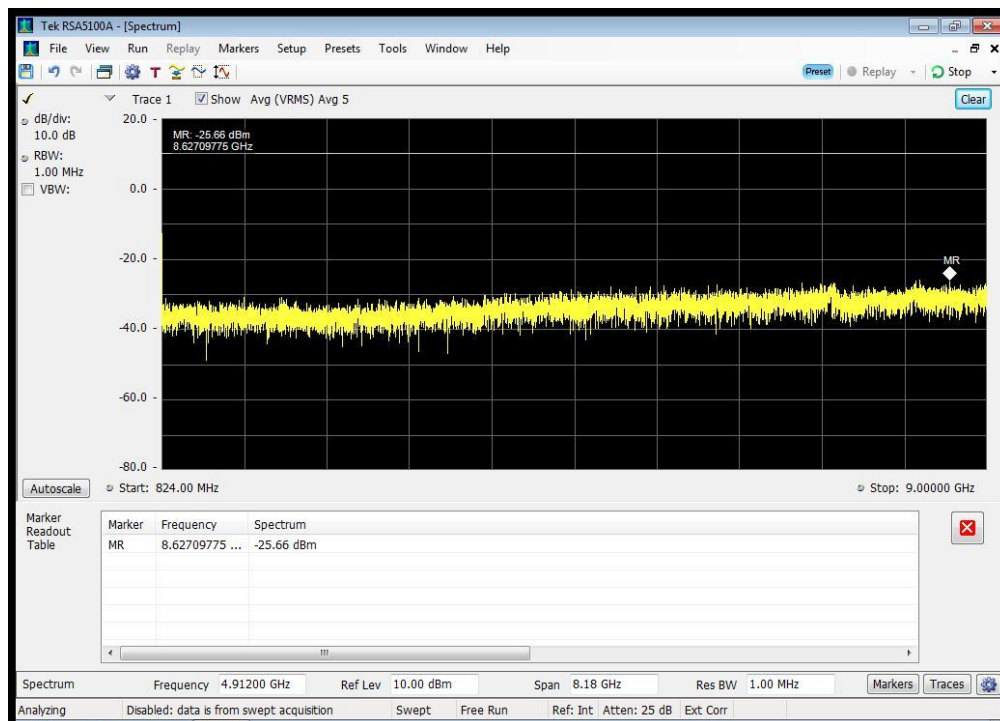 Tek RSA5100A - [Spectrum]
File View Run Replay Markers Setup Presets Tools Window Help
T Preset Replay Stop
Trace 1 Show Avg (VRMS) Avg 5 Clear
dB/div:
10.0 dB
RBW:
1.00 MHz
VBW:
20.0
0.0
-20.0
-40.0
-60.0
-80.0
MR: -25.66 dBm
8.62709775 GHz
MR
Autoscale Start: 824.00 MHz Stop: 9.00000 GHz
Marker
Readout
Table
Marker Frequency Spectrum
MR 8.62709775 ... -25.66 dBm
Spectrum Frequency 4.91200 GHz Ref Lev 10.00 dBm Span 8.18 GHz Res BW 1.00 MHz Markers Traces
Analyzing Disabled: data is from swept acquisition Swept Free Run Ref: Int Atten: 25 dB Ext Corr